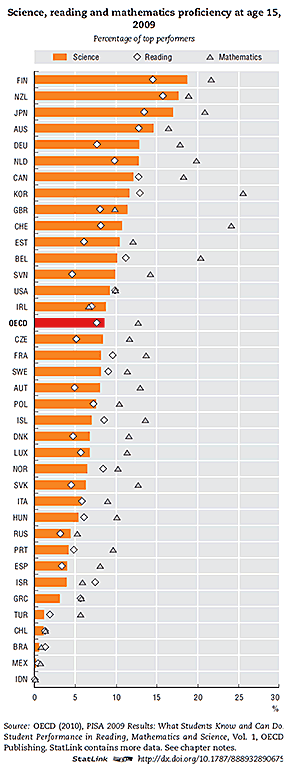 Science, reading and mathematics proficiency at age 15,
2009
Percentage of top performers
Science Reading Mathematics
FIN
NZL
JPN
AUS
DEU
NLD
CAN
KOR
GBR
CHE
EST
BEL
SVN
USA
IRL
OECD
CZE
FRA
SWE
AUT
POL
ISL
DNK
LUX
NOR
SVK
ITA
HUN
RUS
PRT
ESP
ISR
GRC
TUR
CHL
BRA
MEX
IDN
0 5 10 15 20 25 30
%
Source: OECD (2010), PISA 2009 Results: What Students Know and Can Do.
Student Performance in Reading, Mathematics and Science, Vol. 1, OECD
Publishing. StatLink contains more data. See chapter notes.
StatLink http://dx.doi.org/10.1787/888932890675